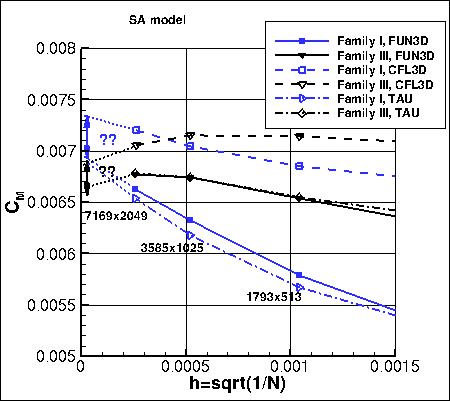 SA model
Family I, FUN3D
Family III, FUN3D
Family I, CFL3D
Family III, CFL3D
Family I, TAU
Family III, TAU
0.008
0.0075
0.007
0.0065
0.006
0.0055
0.005
CM
??
??
7169x2049
3585x1025
1793x513
0
0.0005
0.001
0.0015
h=sqrt(1/N)